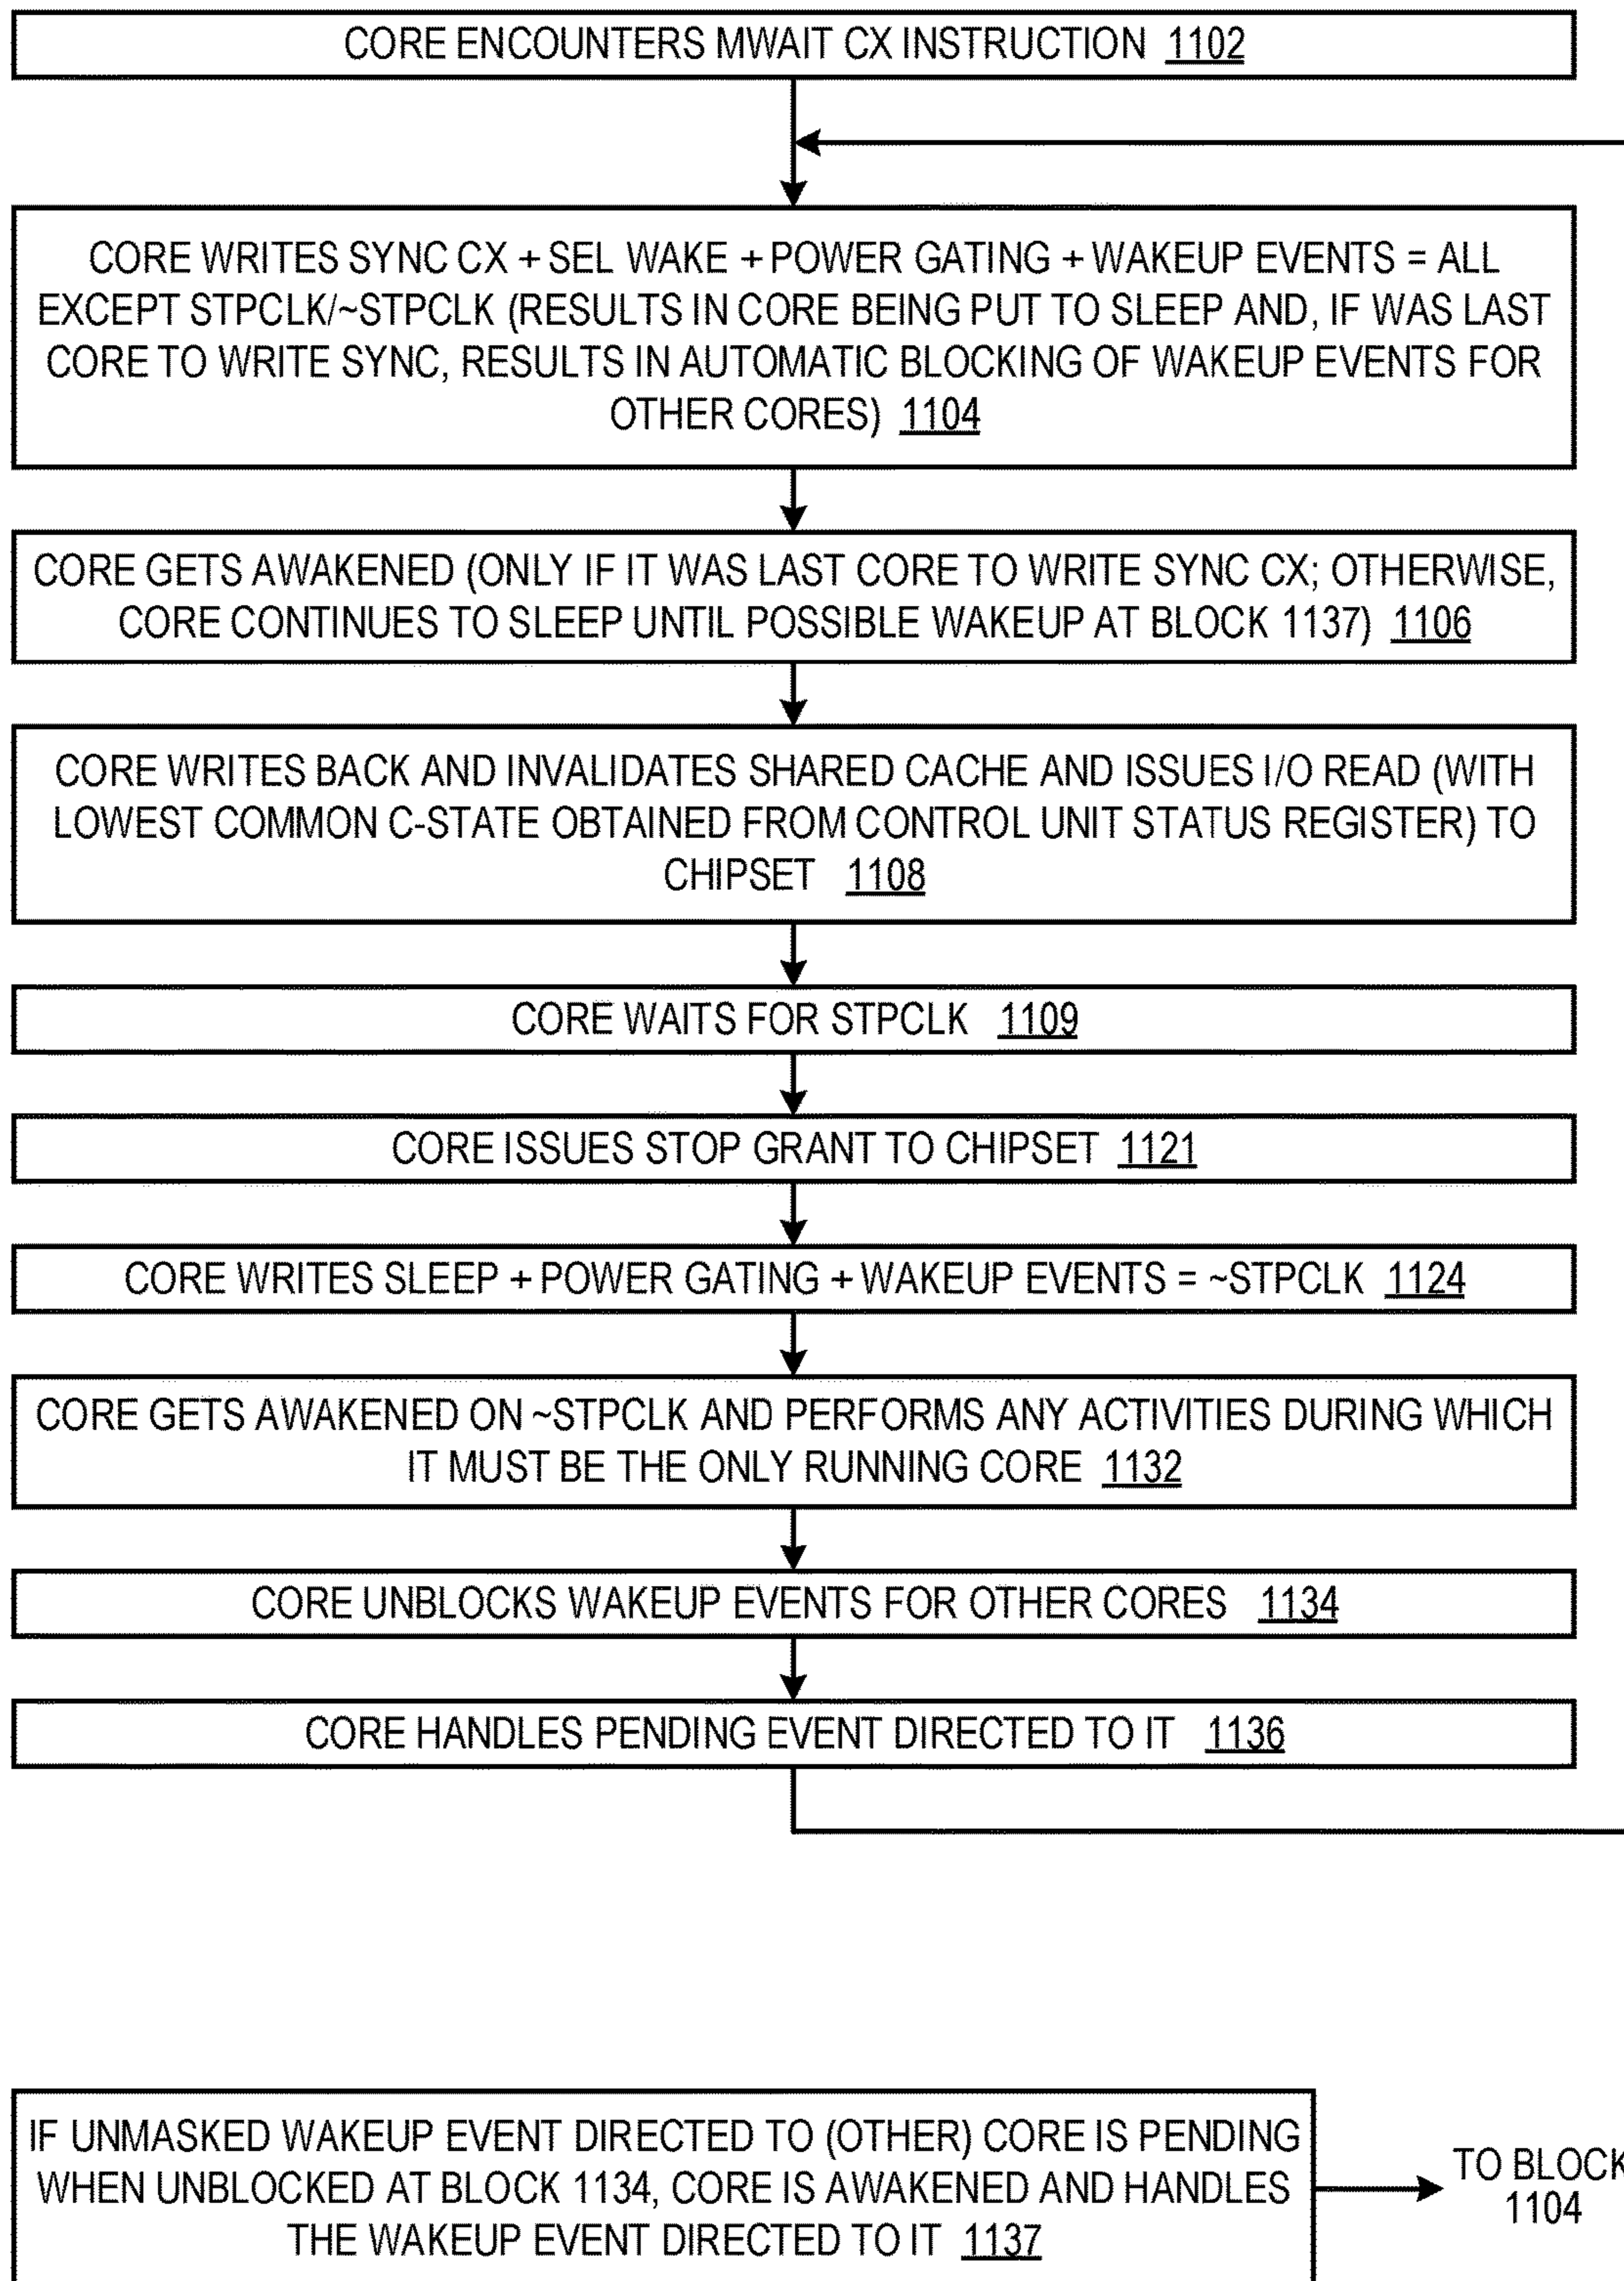 CORE ENCOUNTERS MWAIT CX INSTRUCTION 1102
CORE WRITES SYNC CX + SEL WAKE + POWER GATING + WAKEUP EVENTS = ALL
EXCEPT STPCLK/~STPCLK (RESULTS IN CORE BEING PUT TO SLEEP AND, IF WAS LAST
CORE TO WRITE SYNC, RESULTS IN AUTOMATIC BLOCKING OF WAKEUP EVENTS FOR
OTHER CORES) 1104
CORE GETS AWAKENED (ONLY IF IT WAS LAST CORE TO WRITE SYNC CX; OTHERWISE,
CORE CONTINUES TO SLEEP UNTIL POSSIBLE WAKEUP AT BLOCK 1137) 1106
CORE WRITES BACK AND INVALIDATES SHARED CACHE AND ISSUES I/O READ (WITH
LOWEST COMMON C-STATE OBTAINED FROM CONTROL UNIT STATUS REGISTER) TO
CHIPSET 1108
CORE WAITS FOR STPCLK 1109
CORE ISSUES STOP GRANT TO CHIPSET 1121
CORE WRITES SLEEP + POWER GATING + WAKEUP EVENTS = ~STPCLK 1124
CORE GETS AWAKENED ON ~STPCLK AND PERFORMS ANY ACTIVITIES DURING WHICH
IT MUST BE THE ONLY RUNNING CORE 1132
CORE UNBLOCKS WAKEUP EVENTS FOR OTHER CORES 1134
CORE HANDLES PENDING EVENT DIRECTED TO IT 1136
IF UNMASKED WAKEUP EVENT DIRECTED TO (OTHER) CORE IS PENDING
WHEN UNBLOCKED AT BLOCK 1134, CORE IS AWAKENED AND HANDLES
THE WAKEUP EVENT DIRECTED TO IT 1137
TO BLOCK
1104